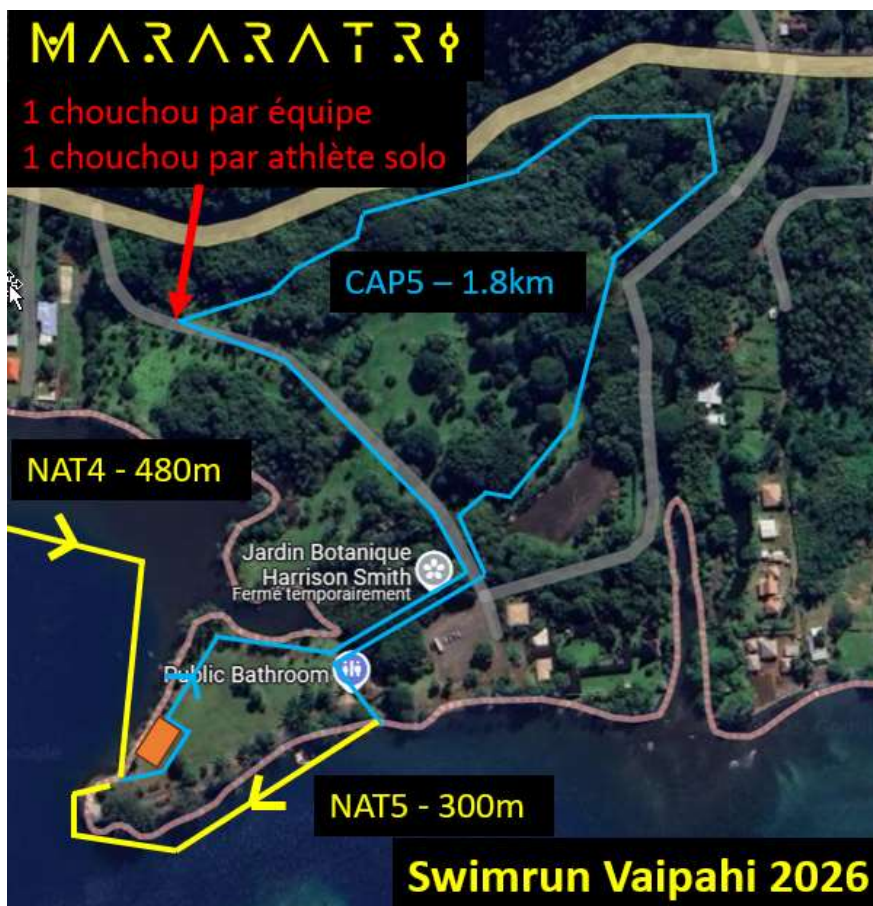 MARARATRI
1 chouchou par équipe
1 chouchou par athlète solo
CAP5 – 1.8km
NAT4 - 480m
Jardin Botanique
Harrison Smith
Fermé temporairement
Public Bathroom
NAT5 - 300m
Swimrun Vaipahi 2026